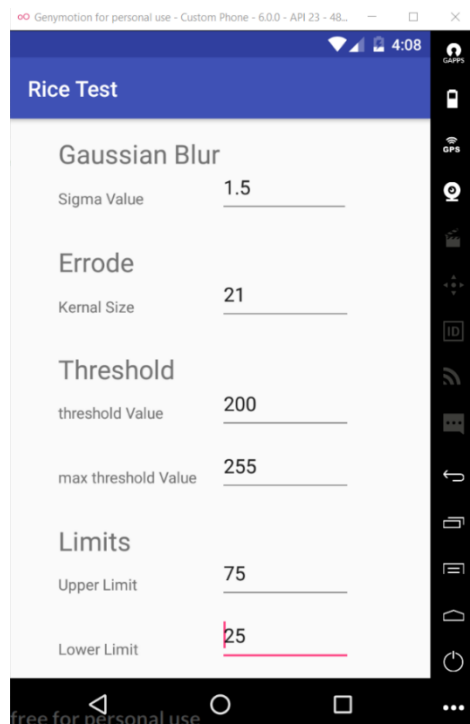 Genymotion for personal use - Custom Phone - 6.0.0 - API 23 - 48...
4:08
GAPPS
Rice Test
GPS
Gaussian Blur
Sigma Value 1.5
Errode
Kernal Size 21
ID
Threshold
threshold Value 200
max threshold Value 255
Limits
Upper Limit 75
Lower Limit 25
free for personal use